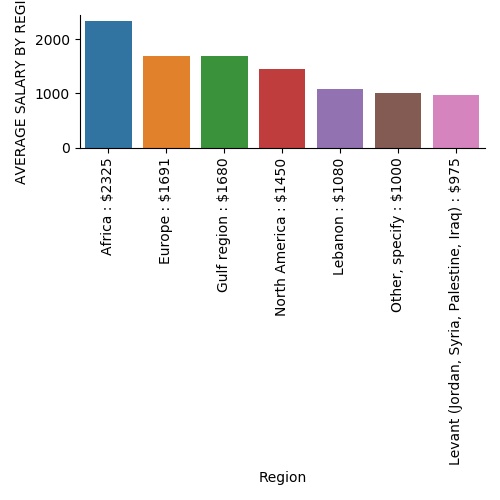 AVERAGE SALARY BY REGI
2000
1000
0
Africa : $2325
Europe : $1691
Gulf region : $1680
North America : $1450
Lebanon : $1080
Other, specify : $1000
Levant (Jordan, Syria, Palestine, Iraq) : $975
Region